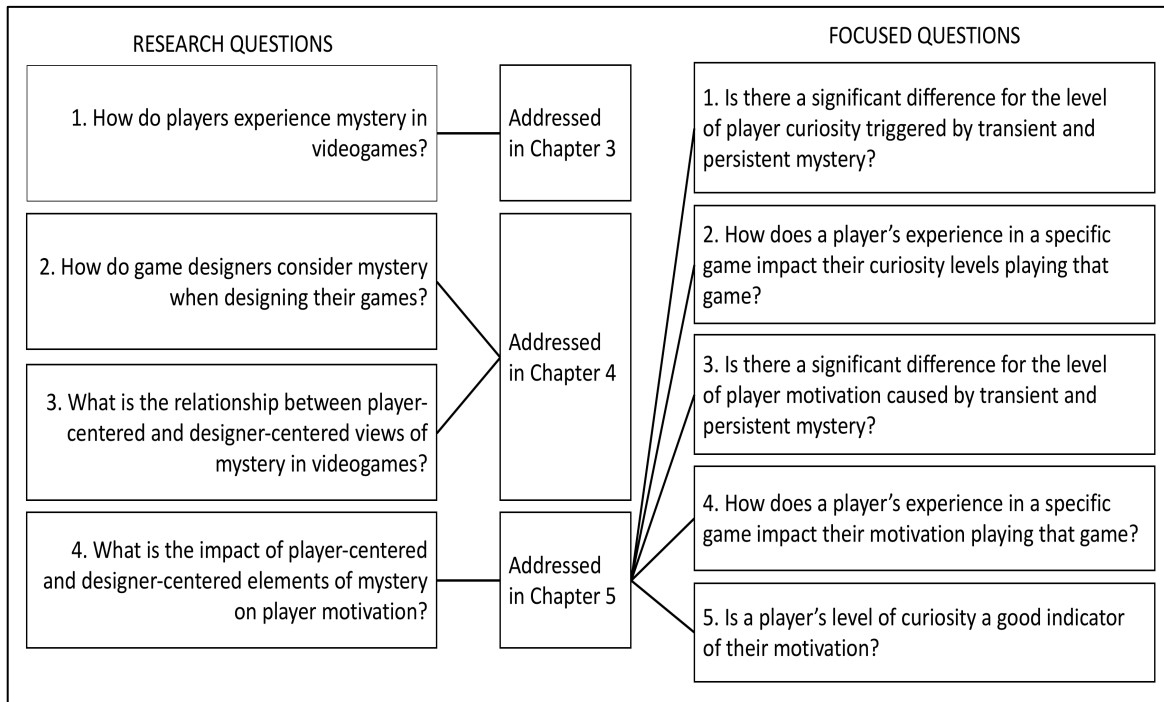 RESEARCH QUESTIONS
1. How do players experience mystery in
videogames?
2. How do game designers consider mystery
when designing their games?
3. What is the relationship between player-
centered and designer-centered views of
mystery in videogames?
4. What is the impact of player-centered
and designer-centered elements of mystery
on player motivation?
Addressed
in Chapter 3
Addressed
in Chapter 4
Addressed
in Chapter 5
FOCUSED QUESTIONS
1. Is there a significant difference for the level
of player curiosity triggered by transient and
persistent mystery?
2. How does a player’s experience in a specific
game impact their curiosity levels playing that
game?
3. Is there a significant difference for the level
of player motivation caused by transient and
persistent mystery?
4. How does a player’s experience in a specific
game impact their motivation playing that game?
5. Is a player’s level of curiosity a good indicator
of their motivation?